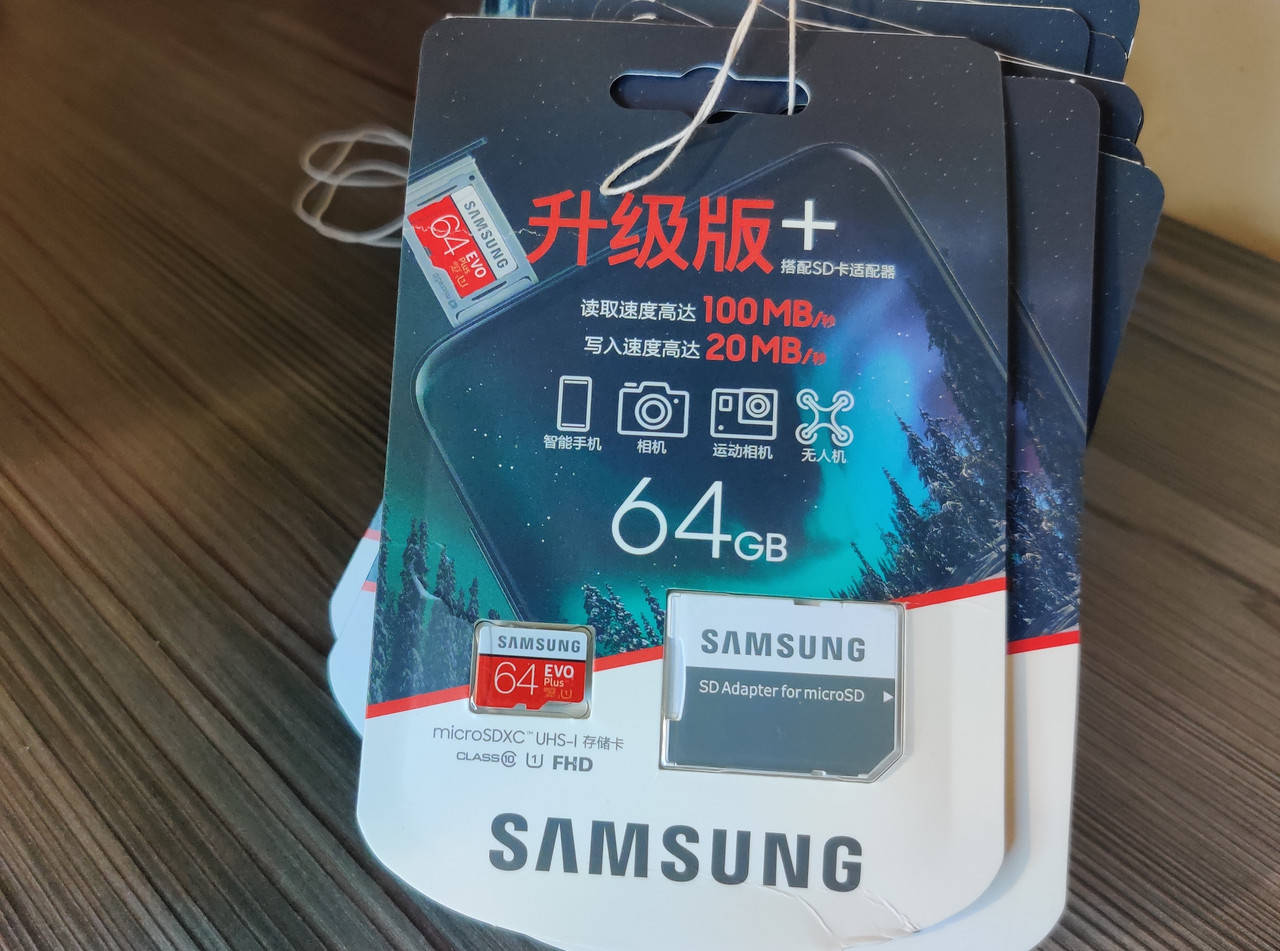 SAMSUNG
64 EVO
Plus
升级版+
搭配SD卡适配器
读取速度高达 100 MB/秒
写入速度高达 20 MB/秒
智能手机 相机 运动相机 无人机
64GB
SAMSUNG
64 EVO
Plus
SAMSUNG
SD Adapter for microSD
microSDXC™ UHS-I 存储卡
CLASS⑩ U1 FHD
SAMSUNG